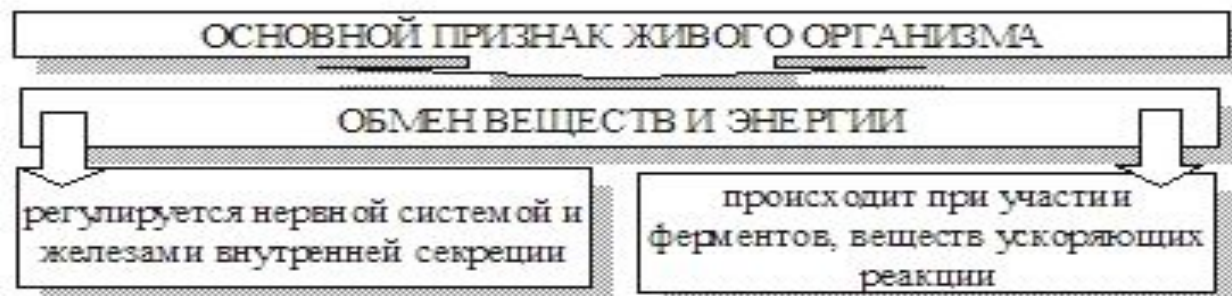 ОСНОВНОЙ ПРИЗНАК ЖИВОГО ОРГАНИЗМА
ОБМЕН ВЕЩЕСТВ И ЭНЕРГИИ
регулируется нервной системой и
железами внутренней секреции
происходит при участии
ферментов, веществ ускоряющих
реакции